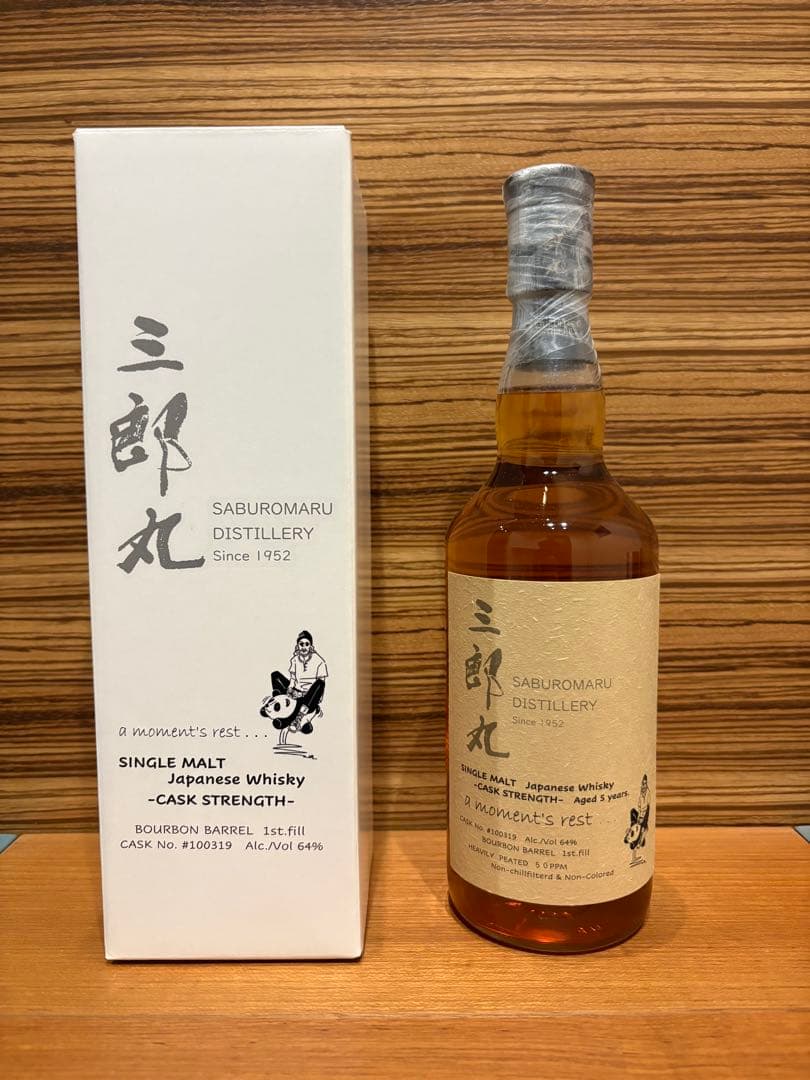 三郎丸
SABUROMARU
DISTILLERY
Since 1952
a moment's rest . . .
SINGLE MALT
Japanese Whisky
-CASK STRENGTH-
BOURBON BARREL 1st.fill
CASK No. #100319 Alc./Vol 64%
三郎丸
SABUROMARU
DISTILLERY
Since 1952
SINGLE MALT Japanese Whisky
-CASK STRENGTH- Aged 5 years.
a moment's rest . . .
CASK No. #100319 Alc./Vol 64%
BOURBON BARREL 1st.fill
HEAVILY PEATED 50PPM
Non-chillfilterd & Non-Colored